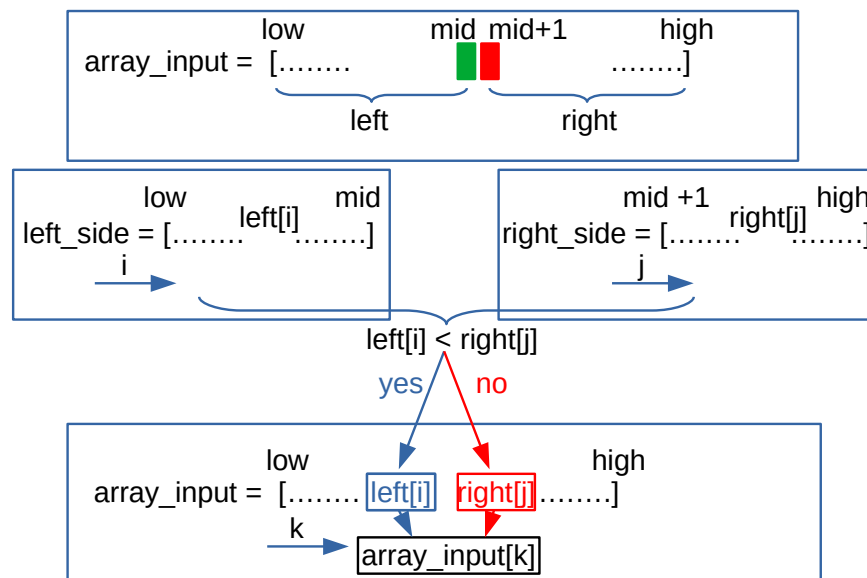 low mid mid+1 high
array_input = [........ ........]
left right
low mid
left_side = [........ left[i] ........]
i
mid +1 high
right_side = [........ right[j] ........]
j
left[i] < right[j]
yes no
low high
array_input = [........ left[i] right[j] ........]
k
array_input[k]